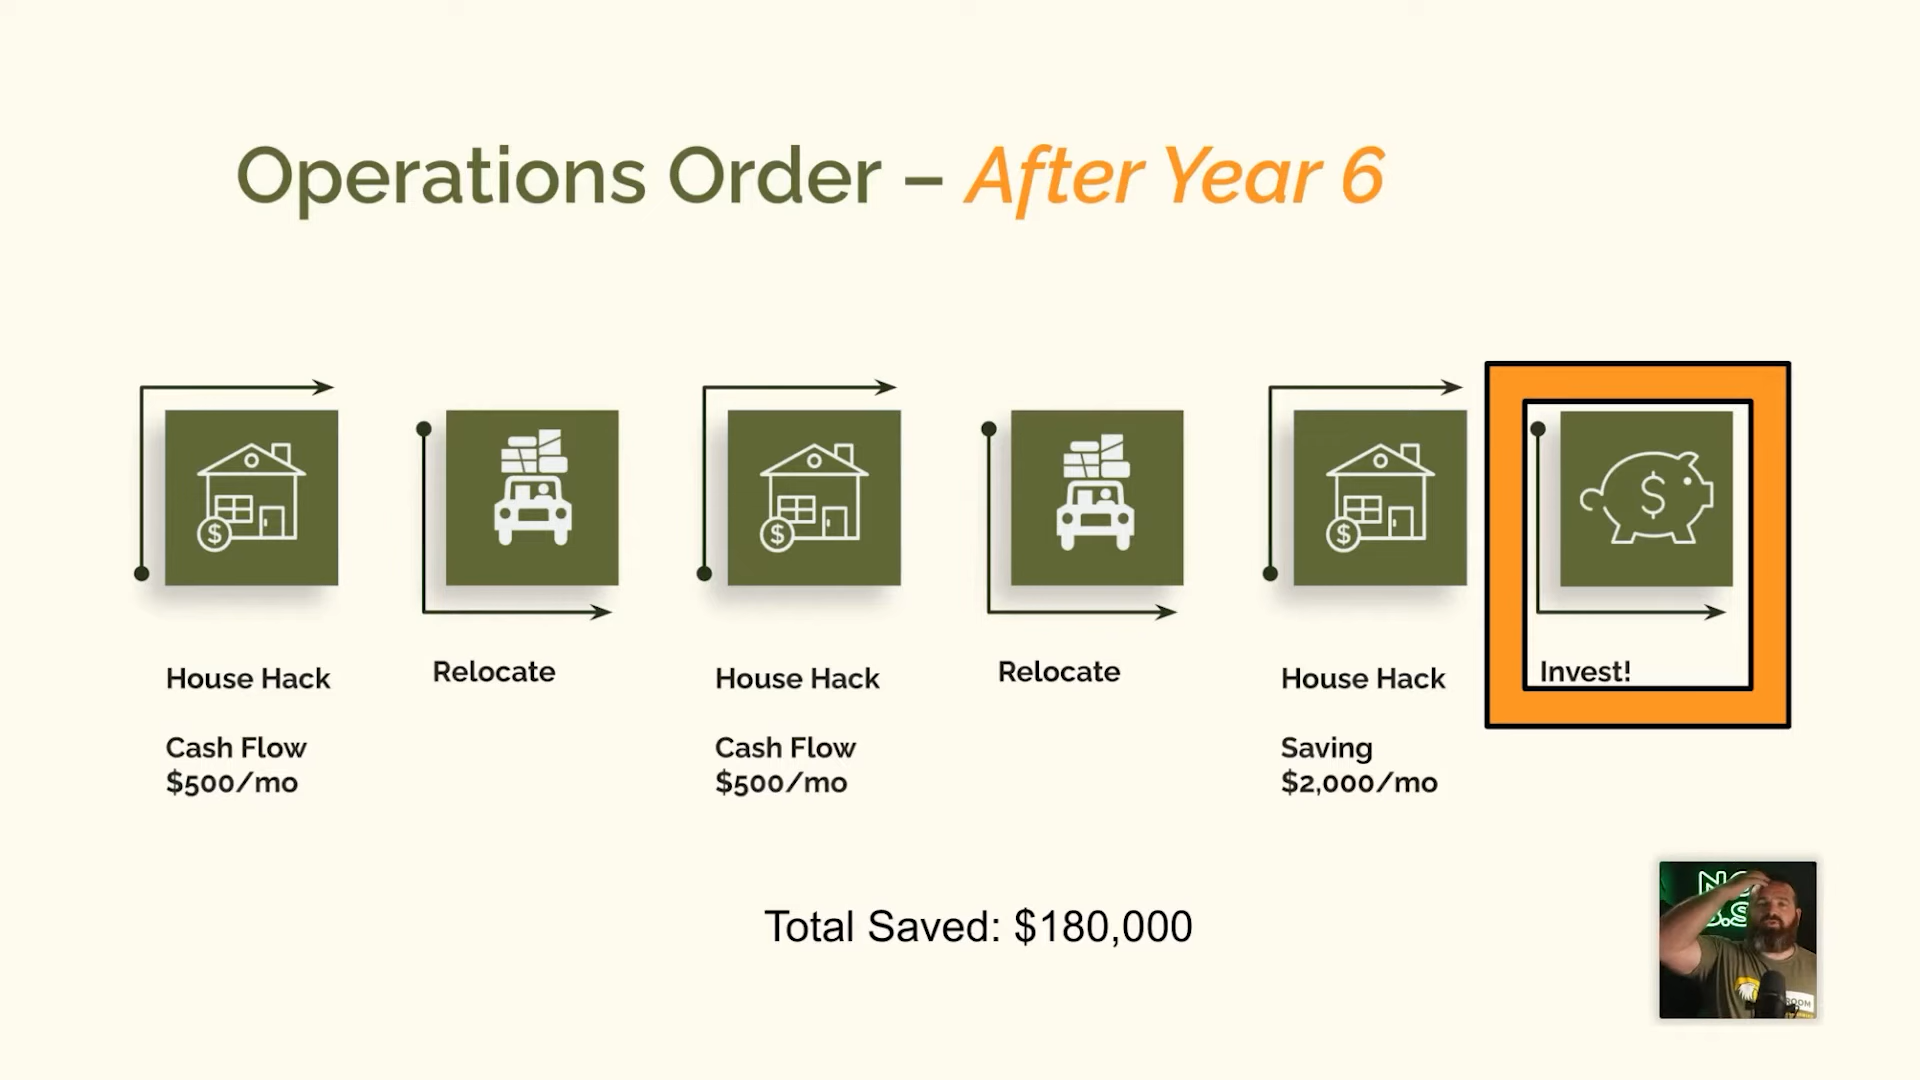 Operations Order – After Year 6
House Hack
Cash Flow
$500/mo
Relocate
House Hack
Cash Flow
$500/mo
Relocate
House Hack
Saving
$2,000/mo
Invest!
Total Saved: $180,000